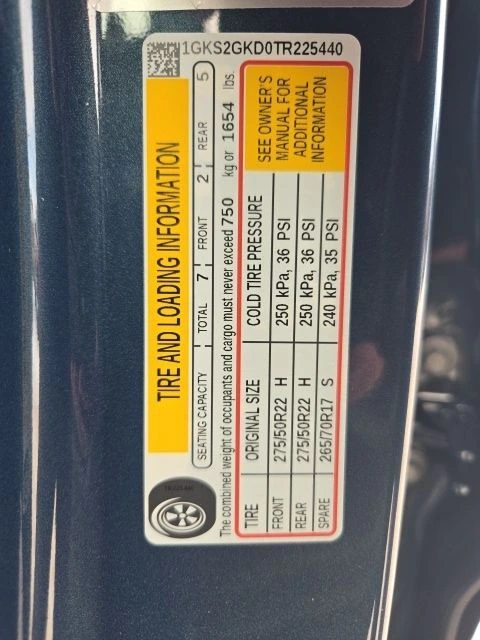 1GKS2GKD0TR225440
TIRE AND LOADING INFORMATION
SEATING CAPACITY TOTAL 7 FRONT 2 REAR 5
The combined weight of occupants and cargo must never exceed 750 kg or 1654 lbs.
TIRE ORIGINAL SIZE COLD TIRE PRESSURE
FRONT 275/50R22 H 250 kPa, 36 PSI
REAR 275/50R22 H 250 kPa, 36 PSI
SPARE 265/70R17 S 240 kPa, 35 PSI
SEE OWNER'S
MANUAL FOR
ADDITIONAL
INFORMATION